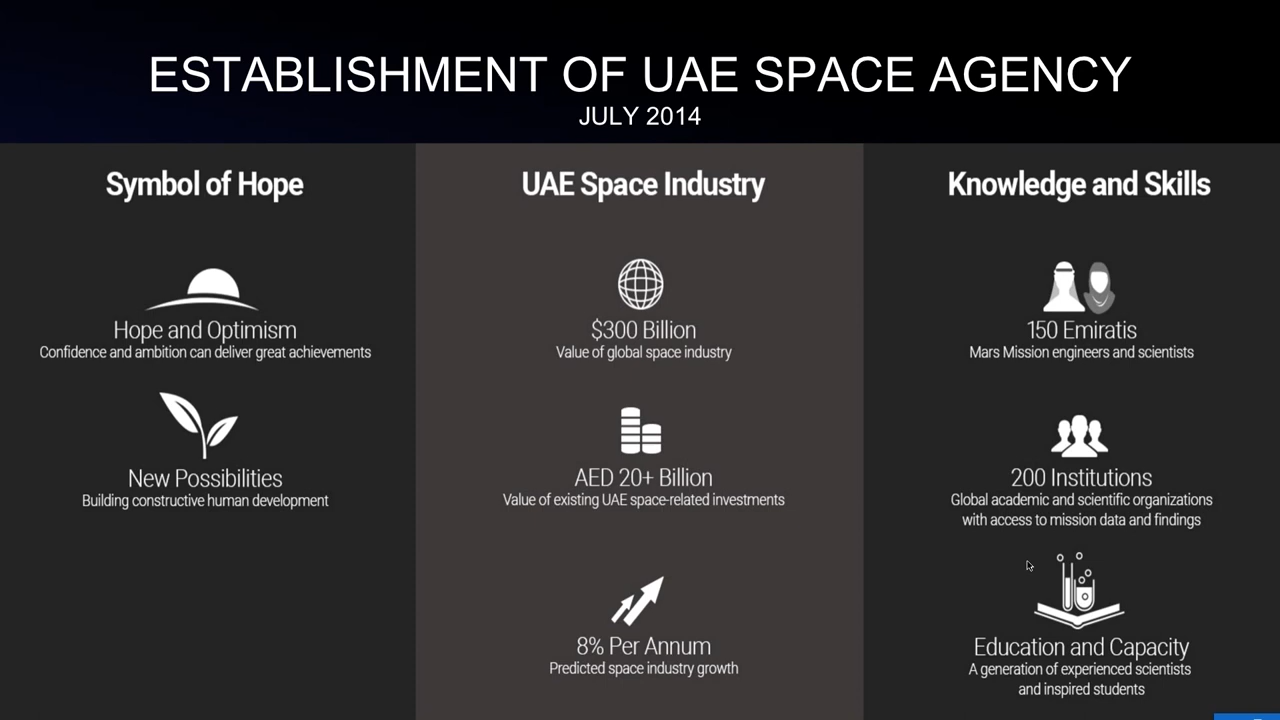 ESTABLISHMENT OF UAE SPACE AGENCY
JULY 2014
Symbol of Hope
Hope and Optimism
Confidence and ambition can deliver great achievements
New Possibilities
Building constructive human development
UAE Space Industry
$300 Billion
Value of global space industry
AED 20+ Billion
Value of existing UAE space-related investments
8% Per Annum
Predicted space industry growth
Knowledge and Skills
150 Emiratis
Mars Mission engineers and scientists
200 Institutions
Global academic and scientific organizations
with access to mission data and findings
Education and Capacity
A generation of experienced scientists
and inspired students